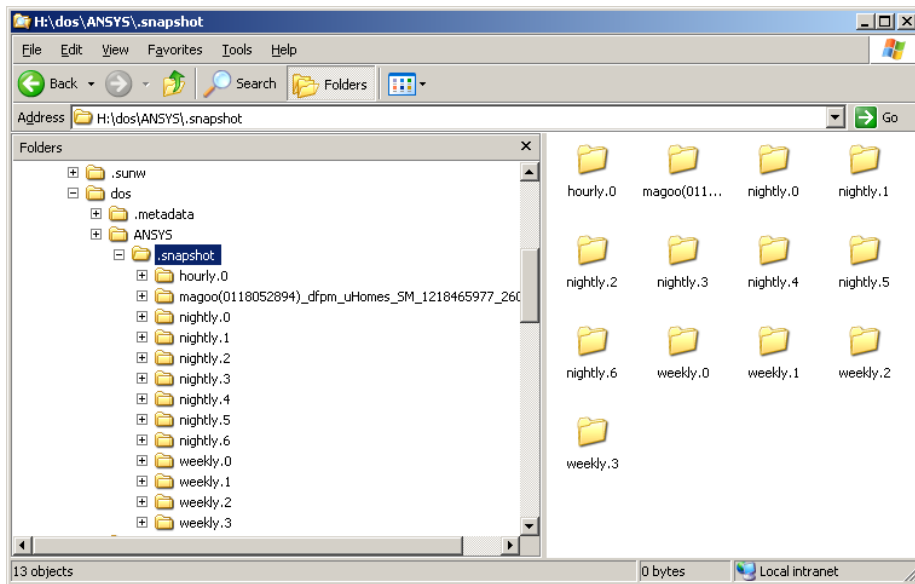 H:\dos\ANSYS\.snapshot
File Edit View Favorites Tools Help
Back Search Folders
Address H:\dos\ANSYS\.snapshot Go
Folders
.sunw
dos
.metadata
ANSYS
.snapshot
hourly.0
magoo(0118052894)_dfpm_uHomes_SM_1218465977_260
nightly.0
nightly.1
nightly.2
nightly.3
nightly.4
nightly.5
nightly.6
weekly.0
weekly.1
weekly.2
weekly.3
hourly.0 magoo(011... nightly.0 nightly.1
nightly.2 nightly.3 nightly.4 nightly.5
nightly.6 weekly.0 weekly.1 weekly.2
weekly.3
13 objects 0 bytes Local intranet